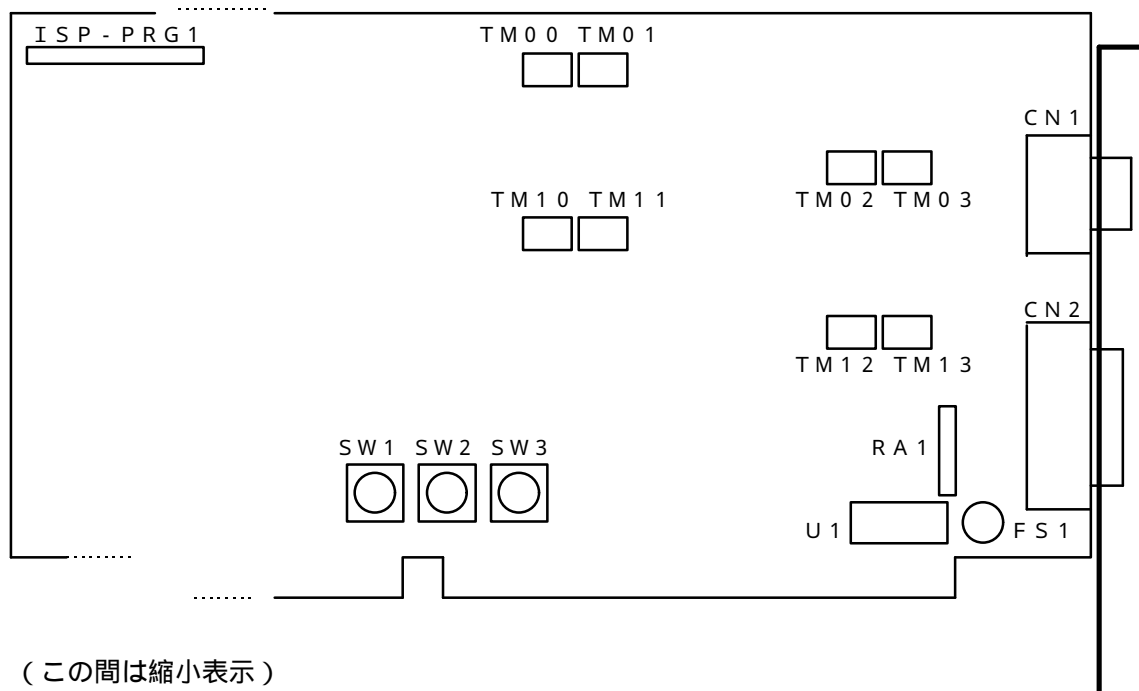 ISP-PRG1
TM00 TM01
CN1
TM02 TM03
TM10 TM11
CN2
TM12 TM13
SW1 SW2 SW3
RA1
U1
FS1
(この間は縮小表示)